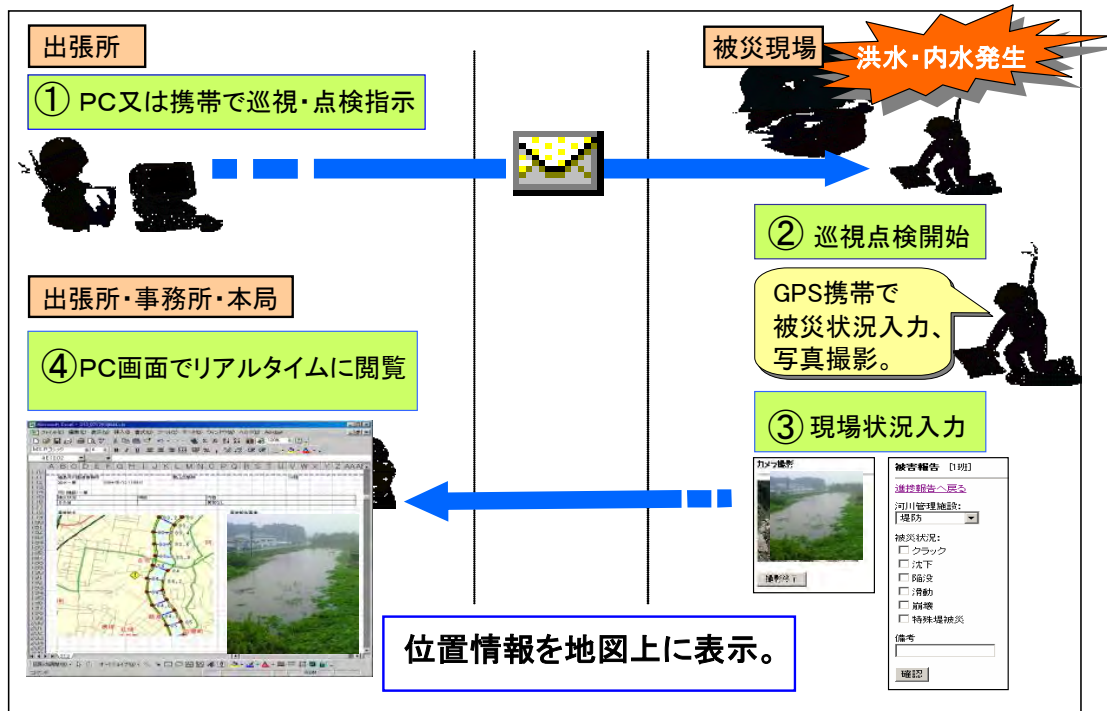 出張所
① PC又は携帯で巡視・点検指示
被災現場
洪水・内水発生
② 巡視点検開始
GPS携帯で
被災状況入力、
写真撮影。
③ 現場状況入力
出張所・事務所・本局
④ PC画面でリアルタイムに閲覧
カメラ撮影
撮影終了
被害報告 [1班]
進捗報告へ戻る
河川管理施設:
堤防
被災状況:
クラック
沈下
陥没
滑動
崩壊
特殊堤被災
備考
確認
位置情報を地図上に表示。